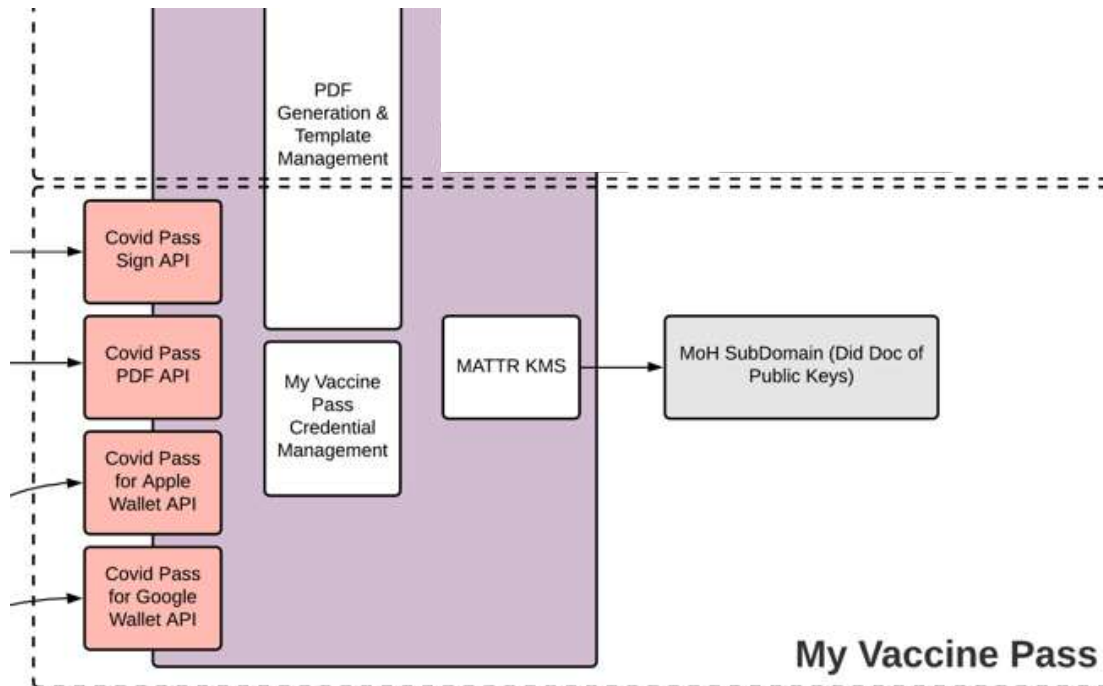 PDF
Generation &
Template
Management
Covid Pass
Sign API
Covid Pass
PDF API
My Vaccine
Pass
Credential
Management
MATTR KMS
MoH SubDomain (Did Doc of
Public Keys)
Covid Pass
for Apple
Wallet API
Covid Pass
for Google
Wallet API
My Vaccine Pass